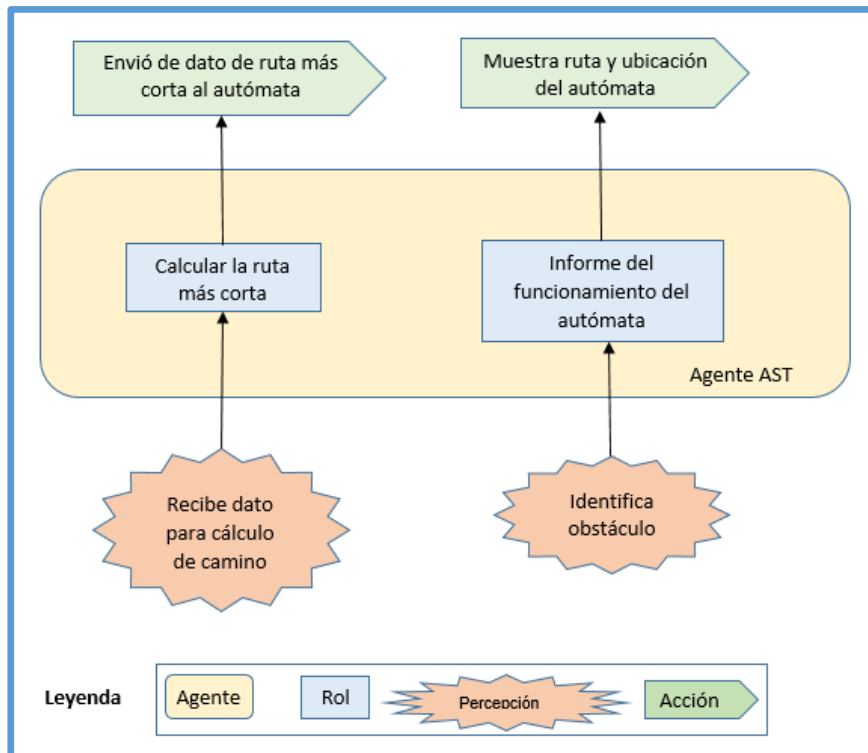 Envió de dato de ruta más
corta al autómata
Muestra ruta y ubicación
del autómata
Calcular la ruta
más corta
Informe del
funcionamiento del
autómata
Agente AST
Recibe dato
para cálculo
de camino
Identifica
obstáculo
Leyenda
Agente
Rol
Percepción
Acción